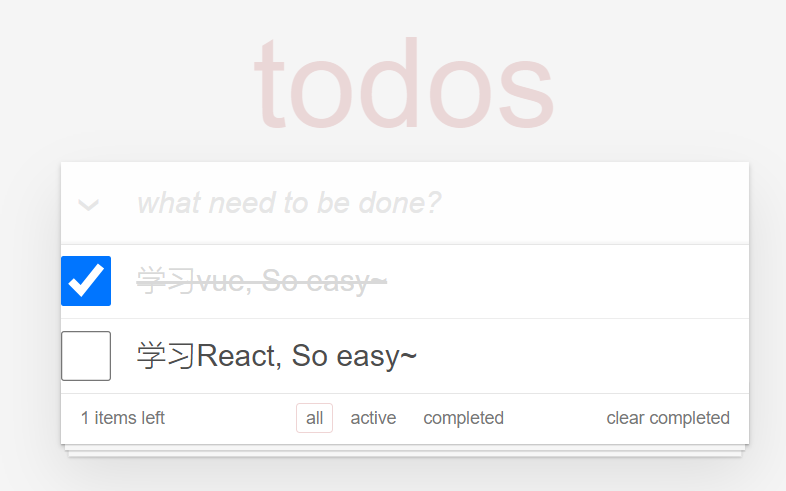 todos
what need to be done?
学习vue, So easy~
学习React, So easy~
1 items left all active completed clear completed